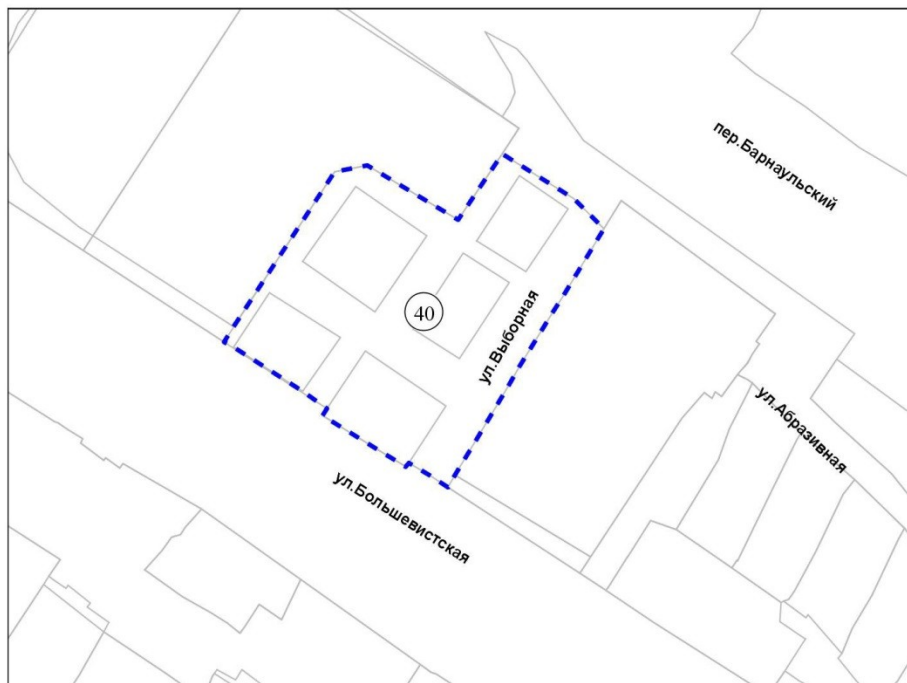 пер.Барнаульский
40
ул.Выборная
ул.Абразивная
ул.Большевистская